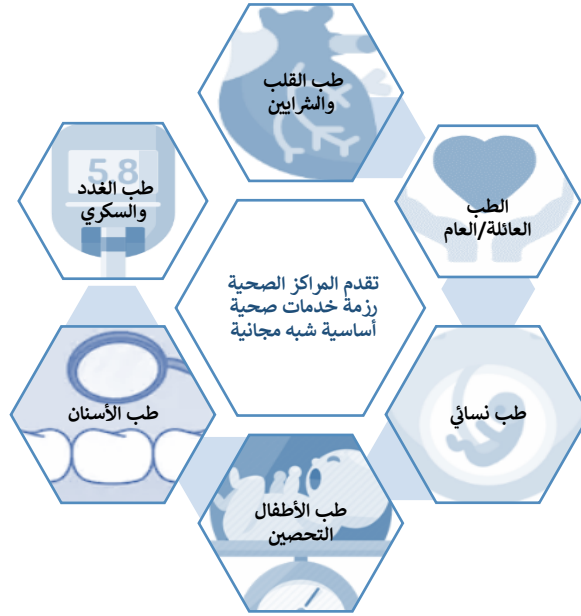 طب القلب
والشرايين
الطب
العائلة/العام
طب نسائي
طب الأطفال
التحصين
طب الأسنان
طب الغدد
والسكري
5.8
تقدم المراكز الصحية
رزمة خدمات صحية
أساسية شبه مجانية